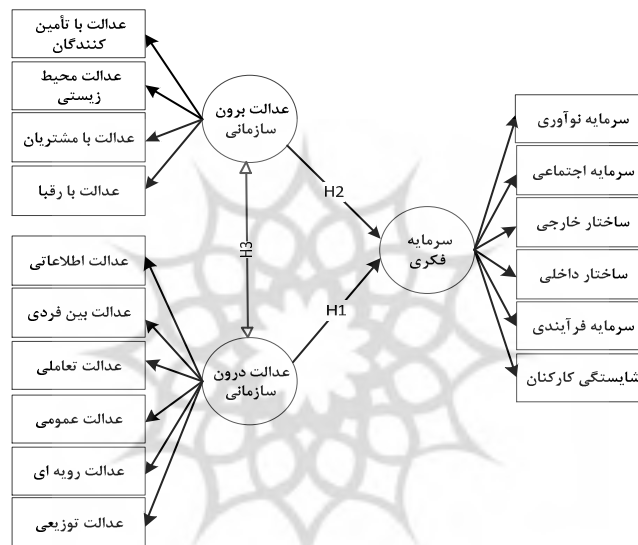 عدالت با تأمین
کنندگان
عدالت محیط
زیستی
عدالت با مشتریان
عدالت با رقبا
عدالت برون
سازمانی
عدالت اطلاعاتی
عدالت بین فردی
عدالت تعاملی
عدالت عمومی
عدالت رویه ای
عدالت توزیعی
عدالت درون
سازمانی
H2
H3
H1
سرمایه
فکری
سرمایه نوآوری
سرمایه اجتماعی
ساختار خارجی
ساختار داخلی
سرمایه فرآیندی
شایستگی کارکنان